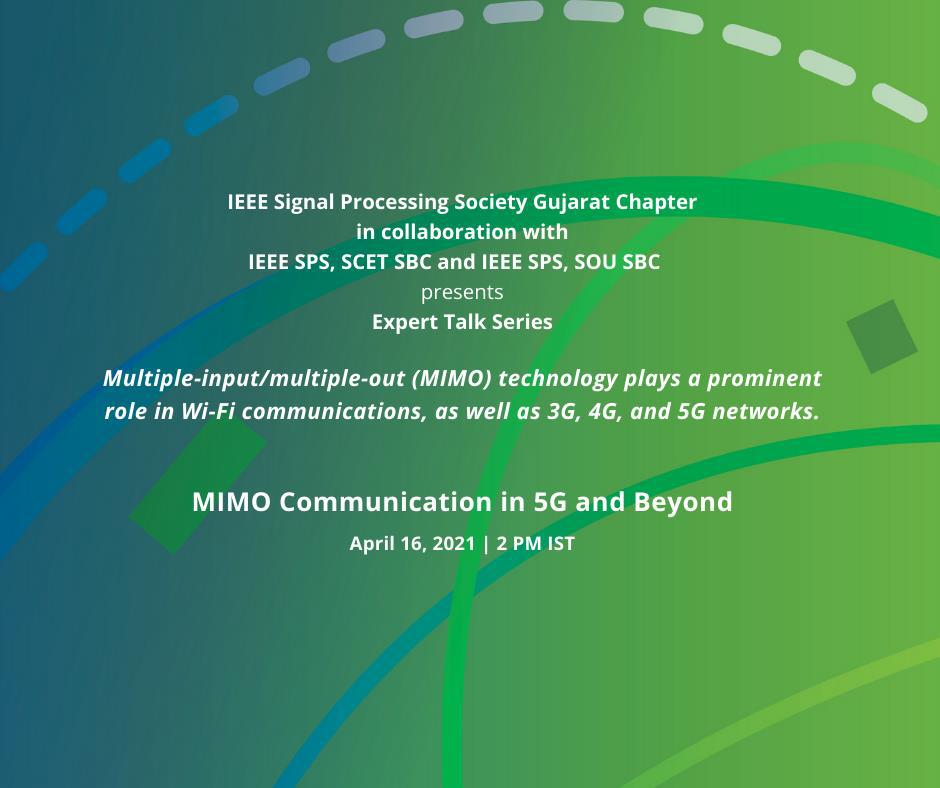 IEEE Signal Processing Society Gujarat Chapter
in collaboration with
IEEE SPS, SCET SBC and IEEE SPS, SOU SBC
presents
Expert Talk Series
Multiple-input/multiple-out (MIMO) technology plays a prominent
role in Wi-Fi communications, as well as 3G, 4G, and 5G networks.
MIMO Communication in 5G and Beyond
April 16, 2021 | 2 PM IST